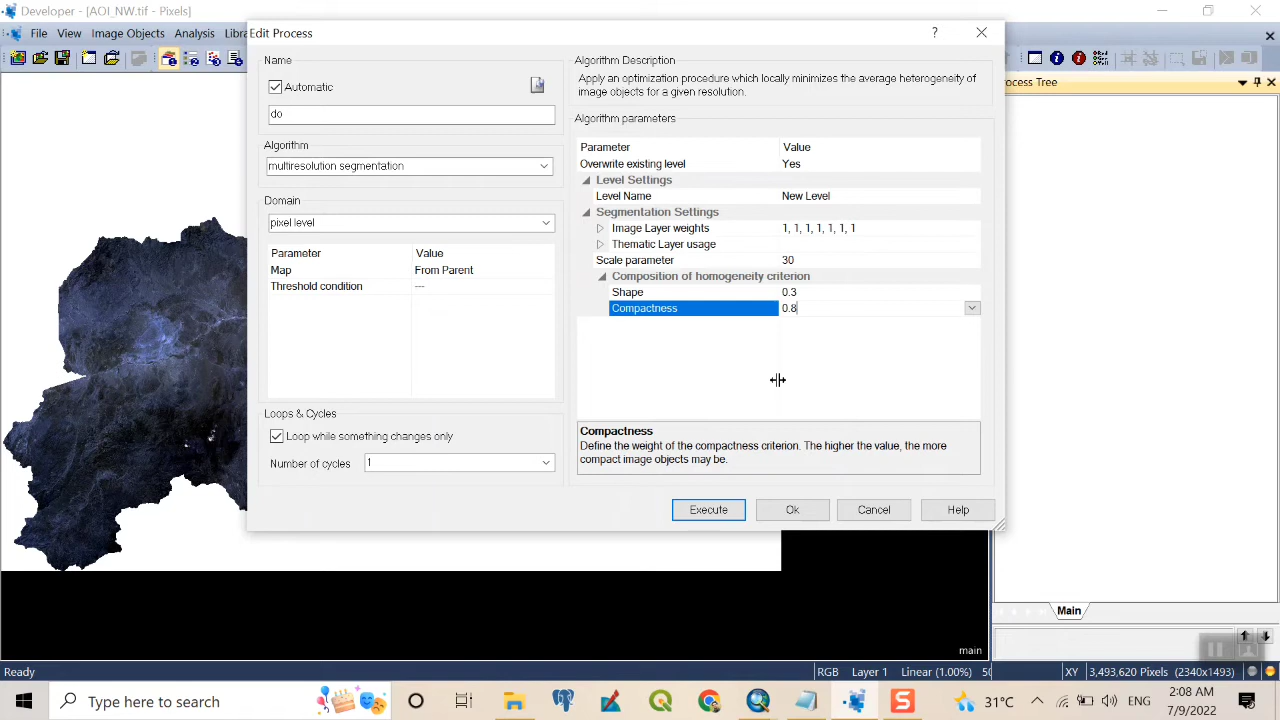 Developer - [AOI_NW.tif - Pixels]
File View Image Objects Analysis Libra
Edit Process
?
Name
Automatic
do
Algorithm
multiresolution segmentation
Domain
pixel level
Parameter Value
Map From Parent
Threshold condition ---
Loops & Cycles
Loop while something changes only
Number of cycles 1
Algorithm Description
Apply an optimization procedure which locally minimizes the average heterogeneity of
image objects for a given resolution.
Algorithm parameters
Parameter Value
Overwrite existing level Yes
Level Settings
Level Name New Level
Segmentation Settings
Image Layer weights 1, 1, 1, 1, 1, 1, 1
Thematic Layer usage
Scale parameter 30
Composition of homogeneity criterion
Shape 0.3
Compactness 0.8
Compactness
Define the weight of the compactness criterion. The higher the value, the more
compact image objects may be.
Execute Ok Cancel Help
ocess Tree
Main
main
Ready
RGB Layer 1 Linear (1.00%) 50
XY 3,493,620 Pixels (2340x1493)
Type here to search
31°C
ENG
2:08 AM
7/9/2022